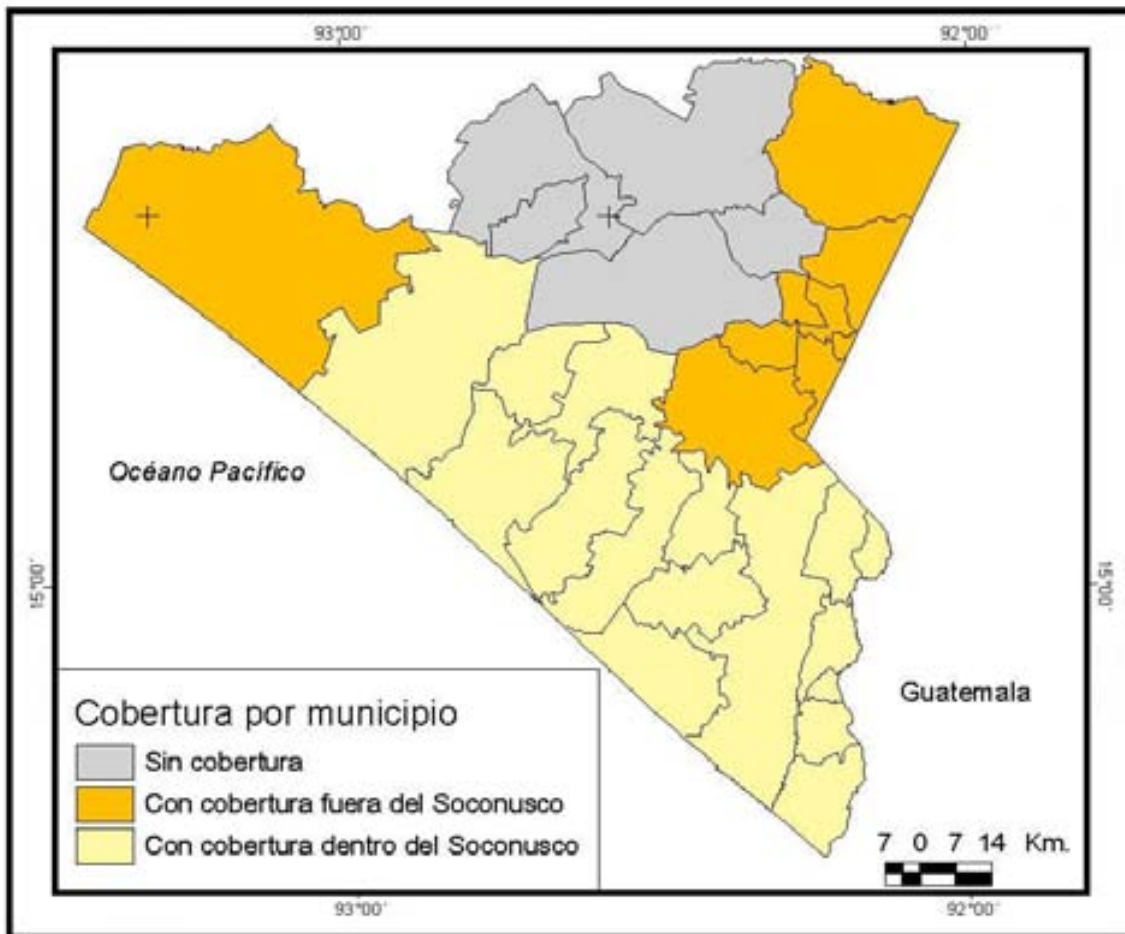 93°00´ 92°00´
Océano Pacífico
15°00´ 15°00´
Guatemala
Cobertura por municipio
Sin cobertura
Con cobertura fuera del Soconusco
Con cobertura dentro del Soconusco
7 0 7 14 Km.
93°00´ 92°00´